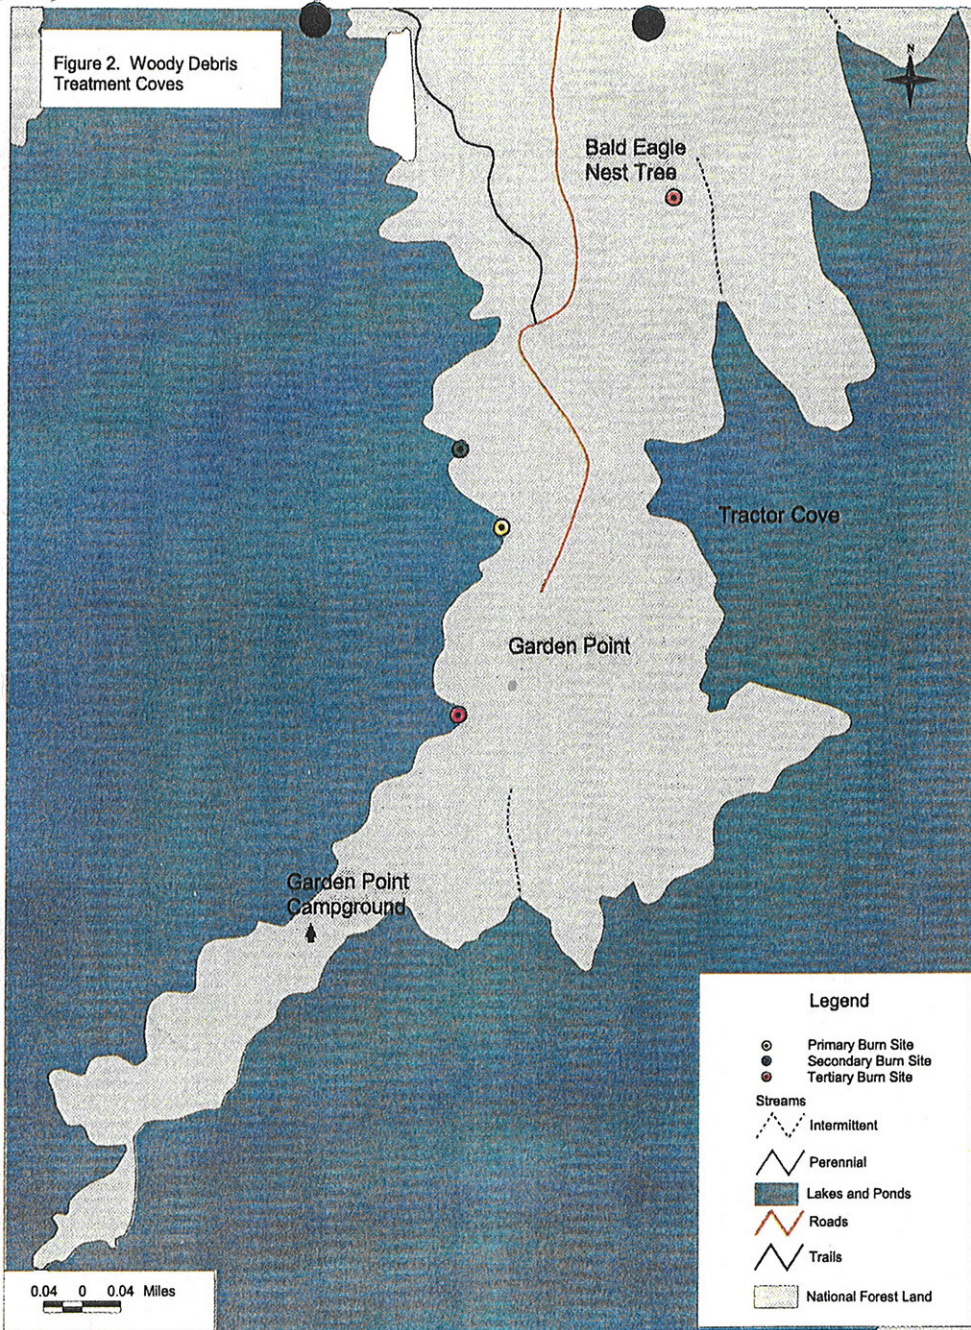 Figure 2. Woody Debris
Treatment Coves
N
Bald Eagle
Nest Tree
Tractor Cove
Garden Point
Garden Point
Campground
Legend
Primary Burn Site
Secondary Burn Site
Tertiary Burn Site
Streams
Intermittent
Perennial
Lakes and Ponds
Roads
Trails
National Forest Land
0.04 0 0.04 Miles